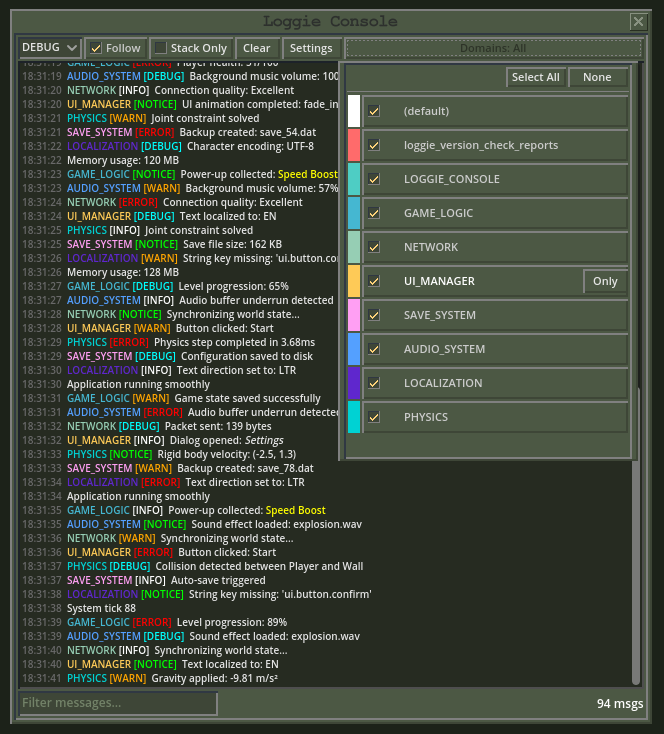 Loggie Console
DEBUG Follow Stack Only Clear Settings Domains: All
Select All None
(default)
loggie_version_check_reports
LOGGIE_CONSOLE
GAME_LOGIC
NETWORK
UI_MANAGER Only
SAVE_SYSTEM
AUDIO_SYSTEM
LOCALIZATION
PHYSICS
18:31:19 GAME_LOGIC [ERROR] Player health: 51/100
18:31:19 AUDIO_SYSTEM [DEBUG] Background music volume: 100
18:31:20 NETWORK [INFO] Connection quality: Excellent
18:31:20 UI_MANAGER [NOTICE] UI animation completed: fade_in
18:31:21 PHYSICS [WARN] Joint constraint solved
18:31:21 SAVE_SYSTEM [ERROR] Backup created: save_54.dat
18:31:22 LOCALIZATION [DEBUG] Character encoding: UTF-8
18:31:22 Memory usage: 120 MB
18:31:23 GAME_LOGIC [NOTICE] Power-up collected: Speed Boost
18:31:23 AUDIO_SYSTEM [WARN] Background music volume: 57%
18:31:24 NETWORK [ERROR] Connection quality: Excellent
18:31:24 UI_MANAGER [DEBUG] Text localized to: EN
18:31:25 PHYSICS [INFO] Joint constraint solved
18:31:25 SAVE_SYSTEM [NOTICE] Save file size: 162 KB
18:31:26 LOCALIZATION [WARN] String key missing: 'ui.button.co
18:31:26 Memory usage: 128 MB
18:31:27 GAME_LOGIC [DEBUG] Level progression: 65%
18:31:27 AUDIO_SYSTEM [INFO] Audio buffer underrun detected
18:31:28 NETWORK [NOTICE] Synchronizing world state...
18:31:28 UI_MANAGER [WARN] Button clicked: Start
18:31:29 PHYSICS [ERROR] Physics step completed in 3.68ms
18:31:29 SAVE_SYSTEM [DEBUG] Configuration saved to disk
18:31:30 LOCALIZATION [INFO] Text direction set to: LTR
18:31:30 Application running smoothly
18:31:31 GAME_LOGIC [WARN] Game state saved successfully
18:31:31 AUDIO_SYSTEM [ERROR] Audio buffer underrun detected
18:31:32 NETWORK [DEBUG] Packet sent: 139 bytes
18:31:32 UI_MANAGER [INFO] Dialog opened: Settings
18:31:33 PHYSICS [NOTICE] Rigid body velocity: (-2.5, 1.3)
18:31:33 SAVE_SYSTEM [WARN] Backup created: save_78.dat
18:31:34 LOCALIZATION [ERROR] Text direction set to: LTR
18:31:34 Application running smoothly
18:31:35 GAME_LOGIC [INFO] Power-up collected: Speed Boost
18:31:35 AUDIO_SYSTEM [NOTICE] Sound effect loaded: explosion.wav
18:31:36 NETWORK [WARN] Synchronizing world state...
18:31:36 UI_MANAGER [ERROR] Button clicked: Start
18:31:37 PHYSICS [DEBUG] Collision detected between Player and Wall
18:31:37 SAVE_SYSTEM [INFO] Auto-save triggered
18:31:38 LOCALIZATION [NOTICE] String key missing: 'ui.button.confirm'
18:31:38 System tick 88
18:31:39 GAME_LOGIC [ERROR] Level progression: 89%
18:31:39 AUDIO_SYSTEM [DEBUG] Sound effect loaded: explosion.wav
18:31:40 NETWORK [INFO] Synchronizing world state...
18:31:40 UI_MANAGER [NOTICE] Text localized to: EN
18:31:41 PHYSICS [WARN] Gravity applied: -9.81 m/s²
Filter messages... 94 msgs